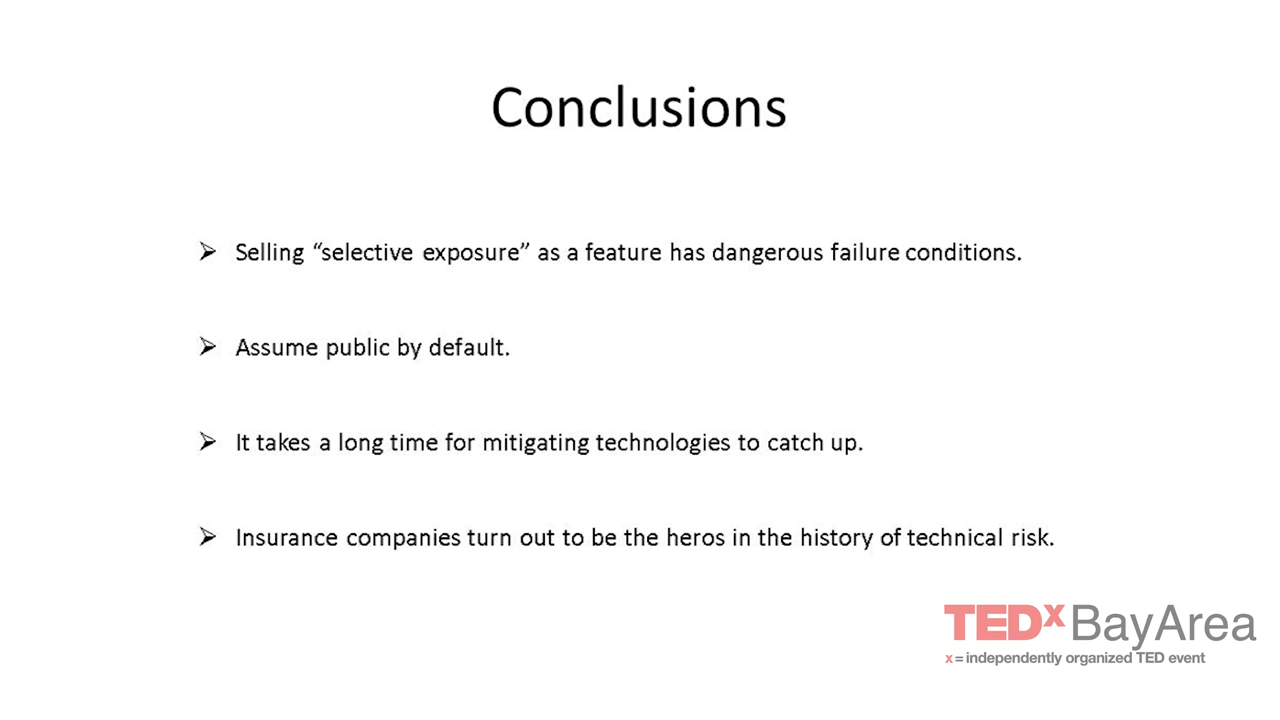 Conclusions
➢ Selling “selective exposure” as a feature has dangerous failure conditions.
➢ Assume public by default.
➢ It takes a long time for mitigating technologies to catch up.
➢ Insurance companies turn out to be the heros in the history of technical risk.
TEDx BayArea
x = independently organized TED event